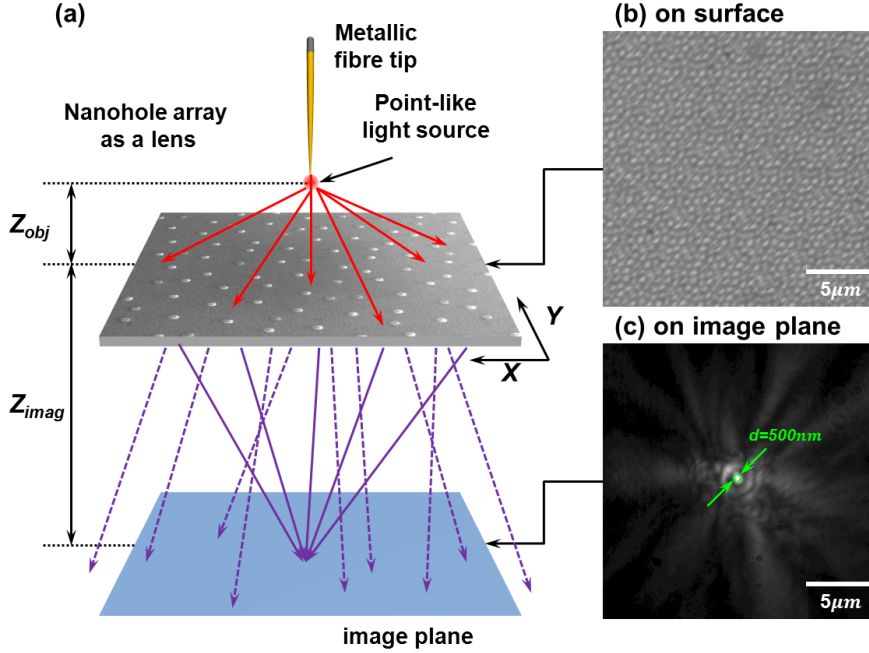 (a)
Metallic
fibre tip
Nanohole array
as a lens
Point-like
light source
Z_obj
Z_imag
Y
X
image plane
(b) on surface
5μm
(c) on image plane
d=500nm
5μm